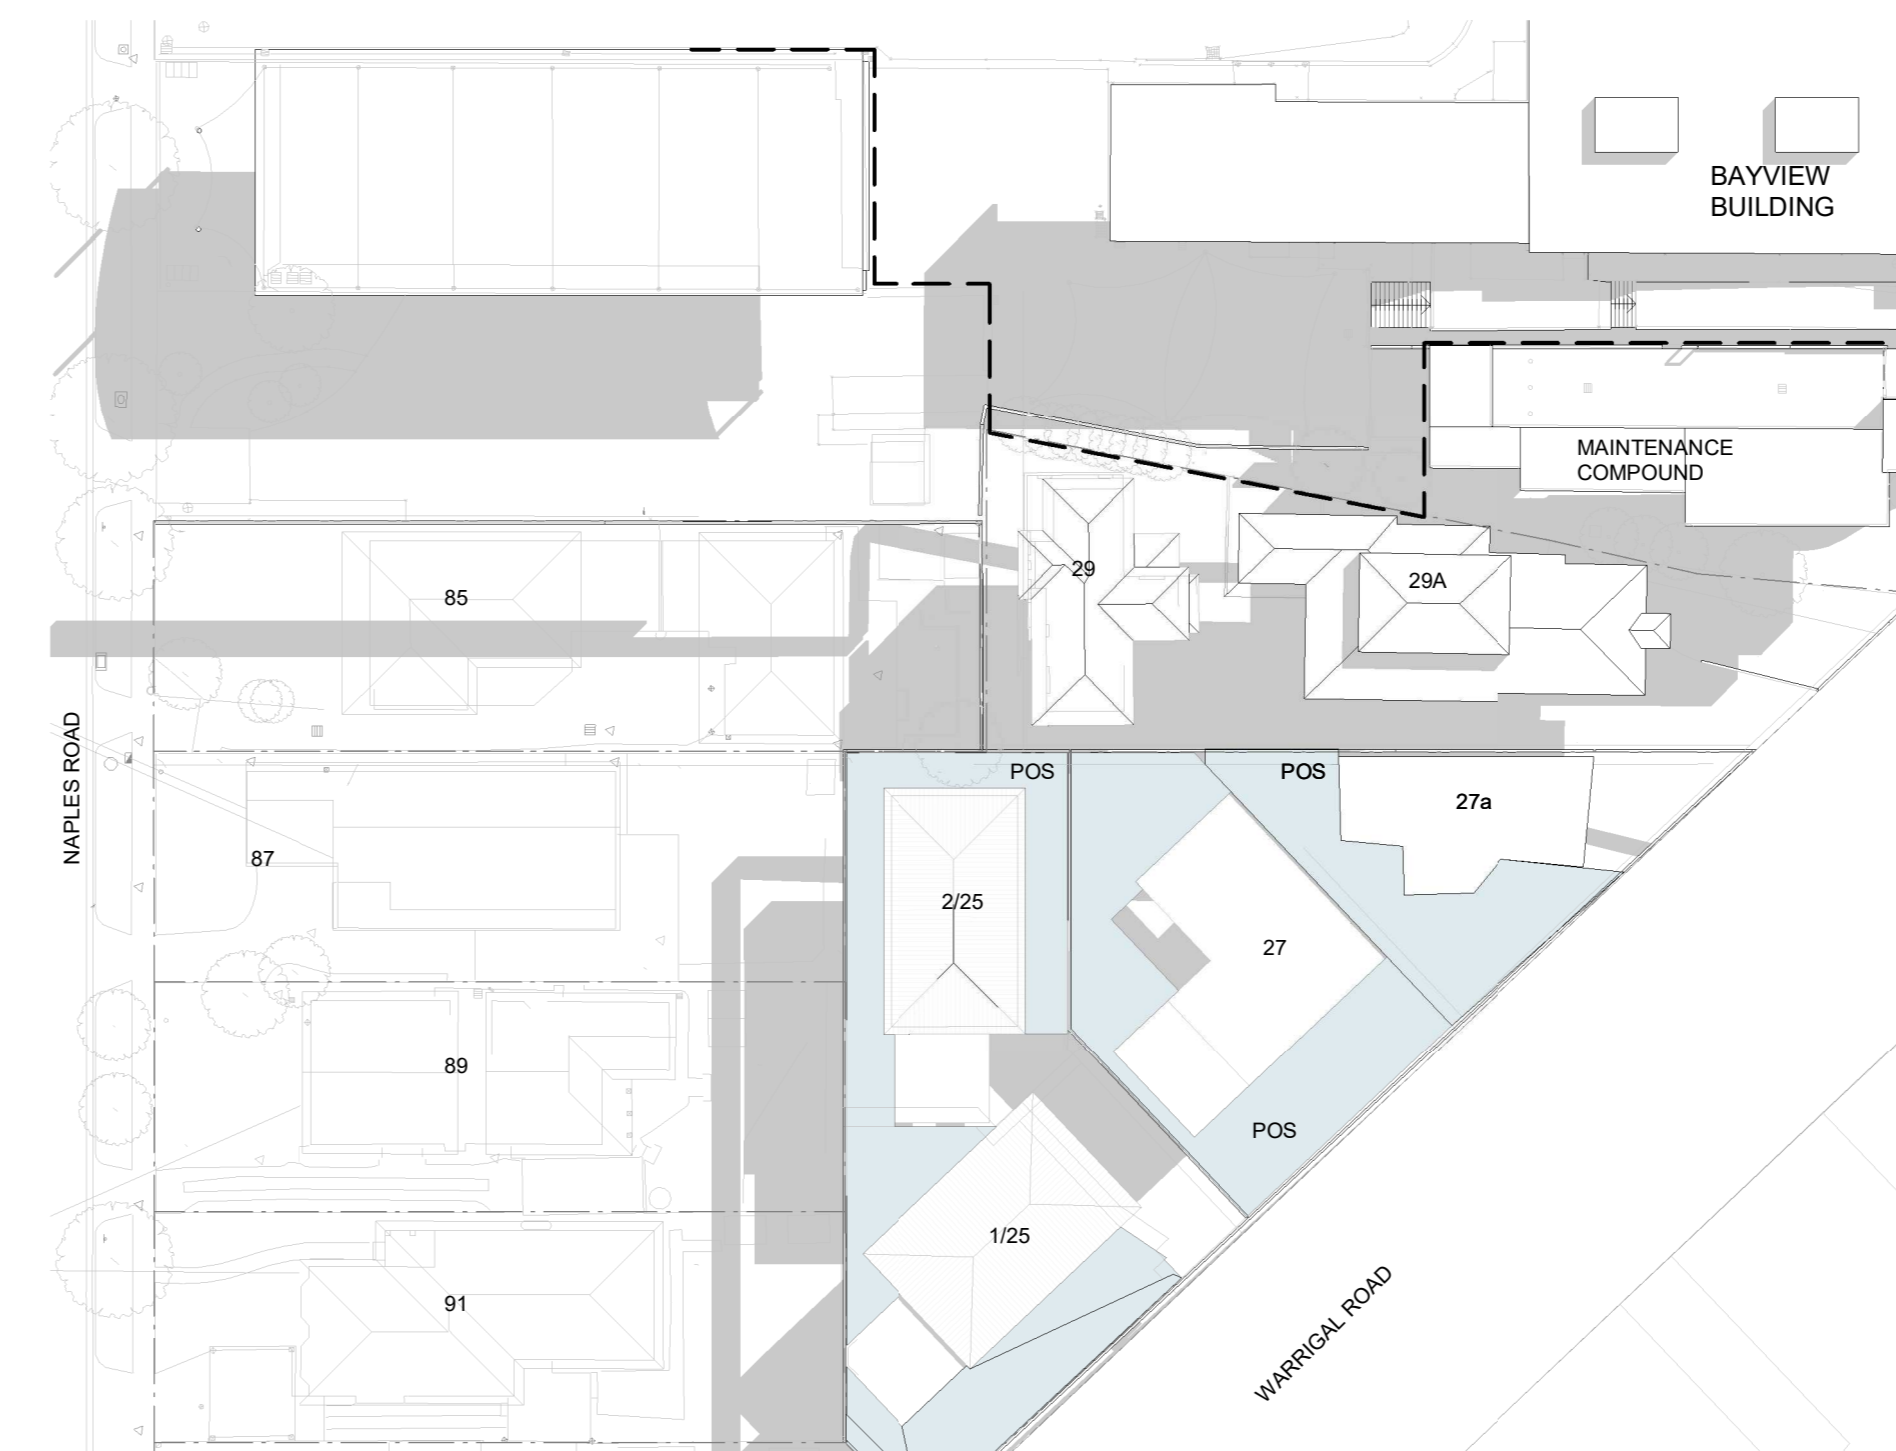 BAYVIEW
BUILDING
MAINTENANCE
COMPOUND
29
29A
85
NAPLES ROAD
POS
POS
27a
87
2/25
27
89
POS
1/25
91
WARRIGAL ROAD